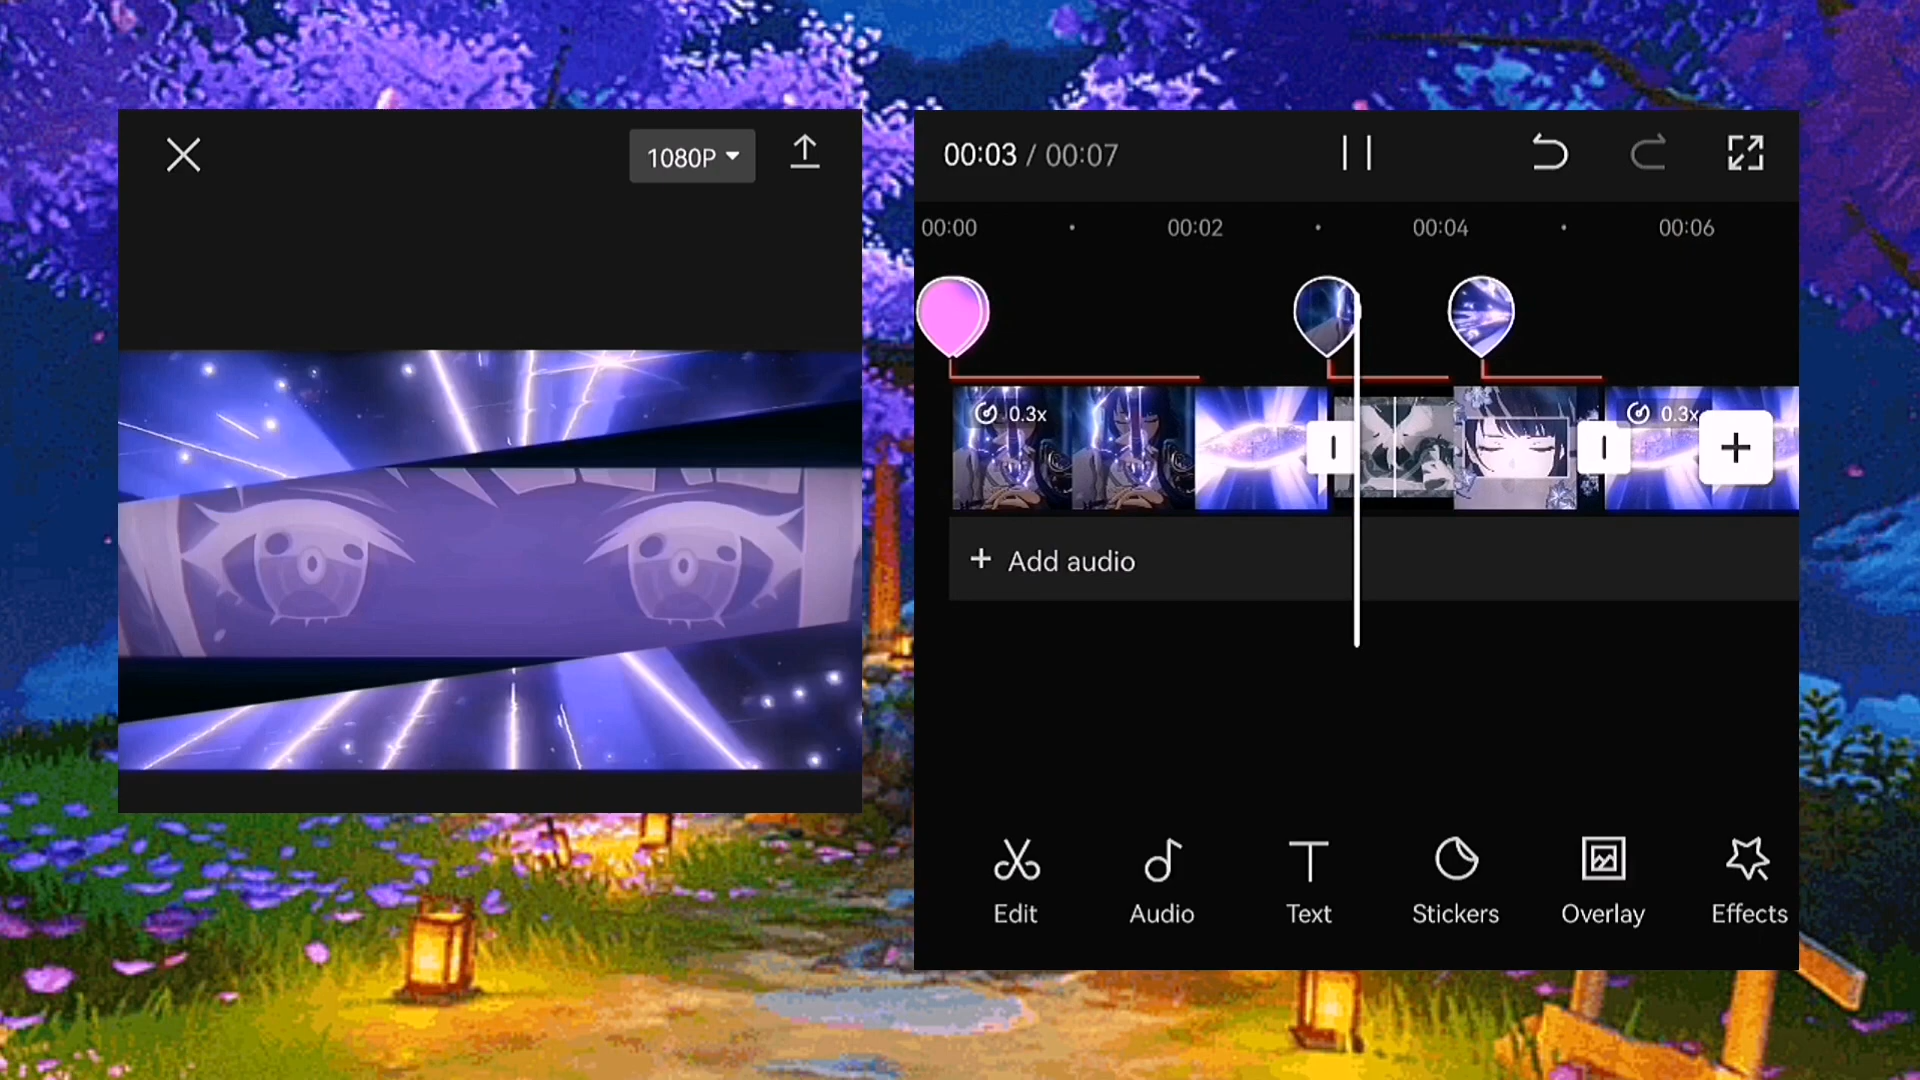 1080P
00:03 / 00:07
00:00 00:02 00:04 00:06
0.3x 0.3x
+ Add audio
Edit Audio Text Stickers Overlay Effects